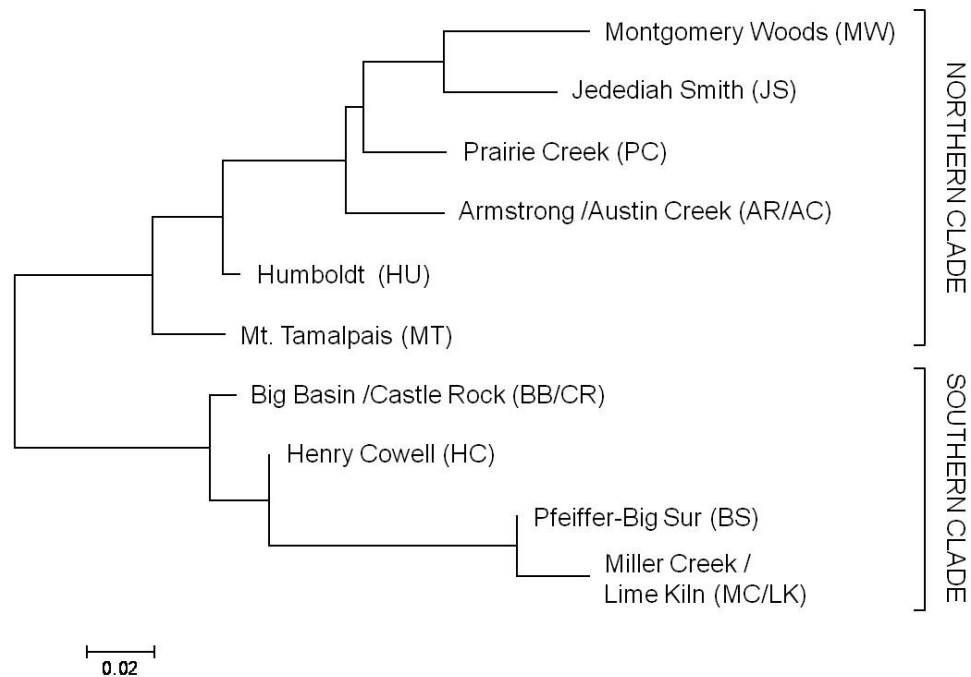 Montgomery Woods (MW)
Jedediah Smith (JS)
Prairie Creek (PC)
Armstrong /Austin Creek (AR/AC)
Humboldt (HU)
Mt. Tamalpais (MT)
NORTHERN CLADE
Big Basin /Castle Rock (BB/CR)
Henry Cowell (HC)
Pfeiffer-Big Sur (BS)
Miller Creek /
Lime Kiln (MC/LK)
SOUTHERN CLADE
0.02